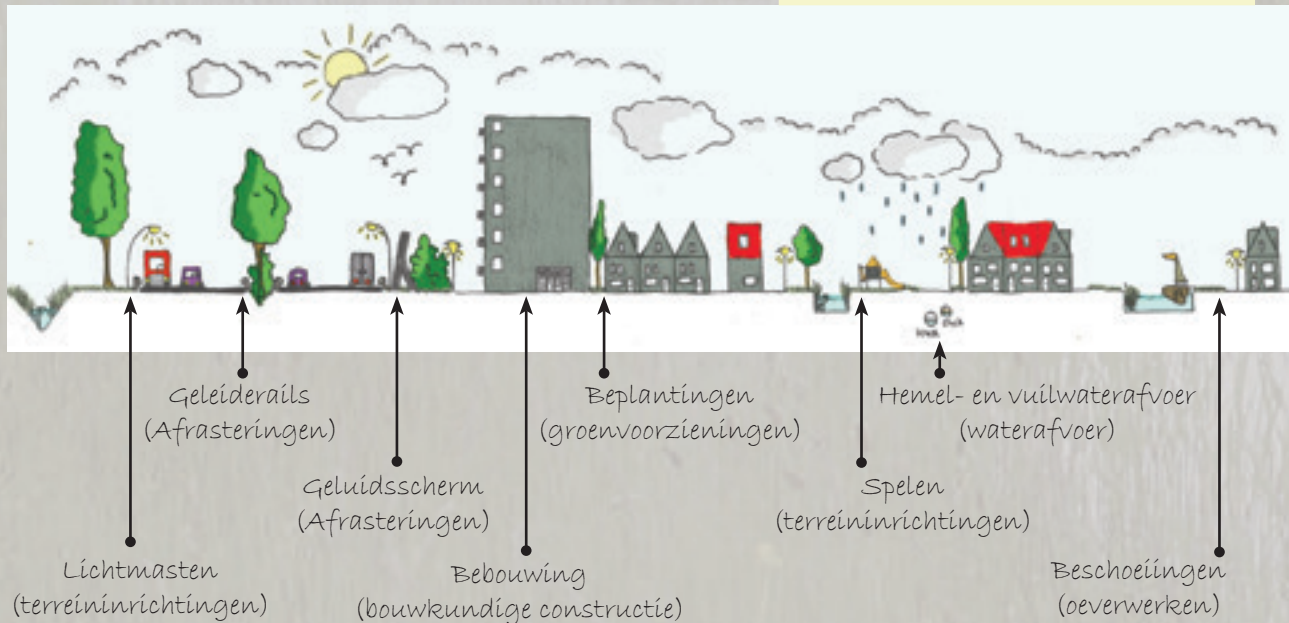 Geleiderails
(Afrasteringen)
Beplantingen
(groenvoorzieningen)
Hemel- en vuilwaterafvoer
(waterafvoer)
Geluidsscherm
(Afrasteringen)
Spelen
(terreininrichtingen)
Lichtmasten
(terreininrichtingen)
Bebouwing
(bouwkundige constructie)
Beschoeiingen
(oeverwerken)